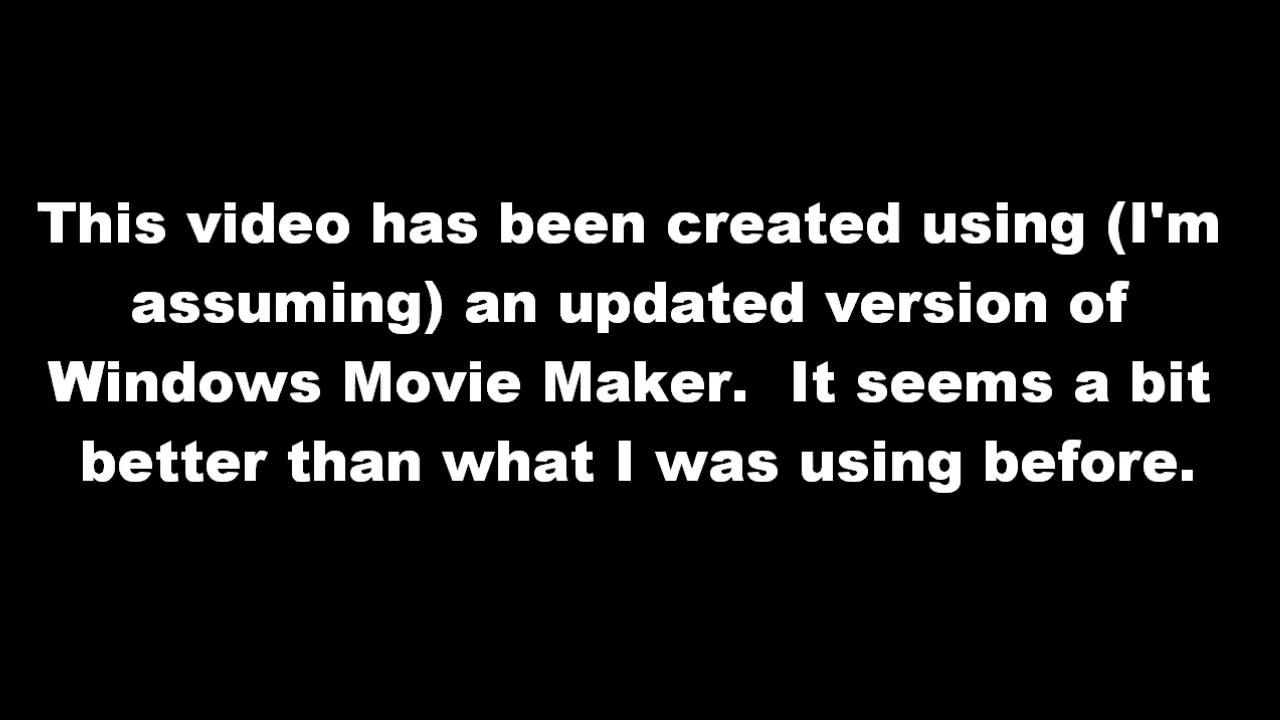 This video has been created using (I'm
assuming) an updated version of
Windows Movie Maker.  It seems a bit
better than what I was using before.